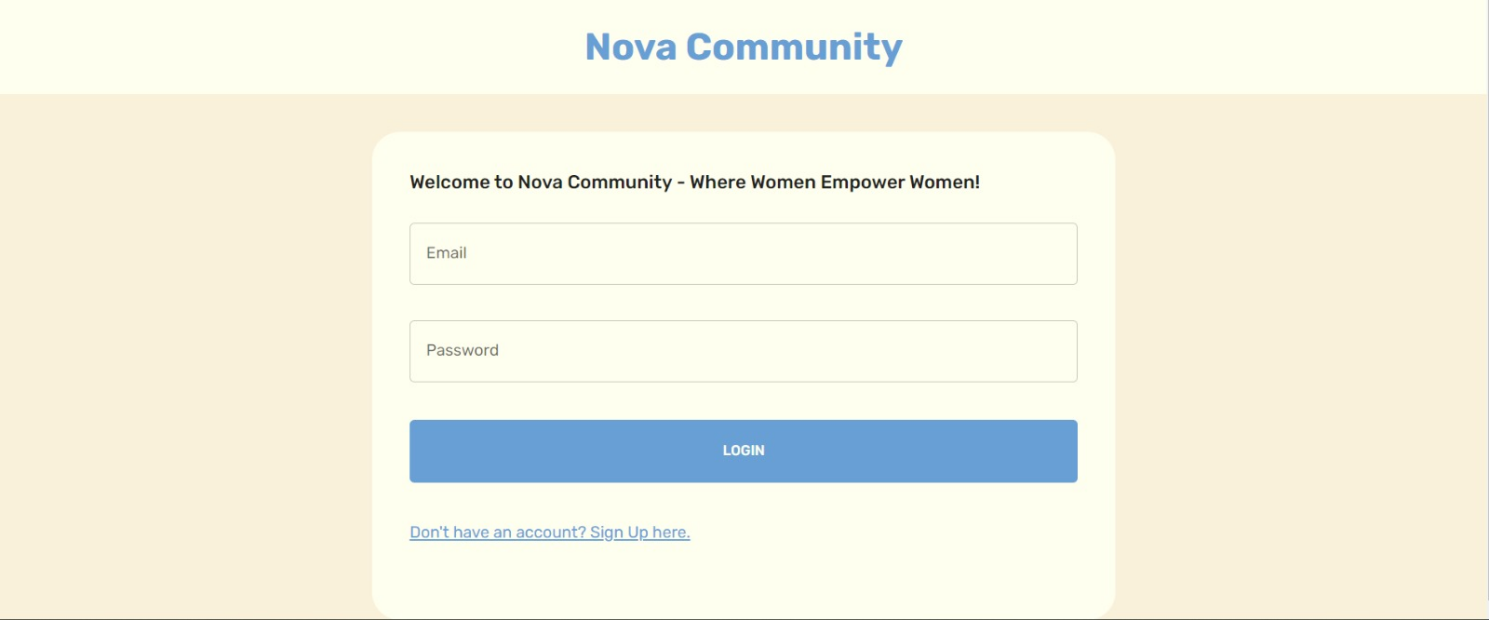 Nova Community
Welcome to Nova Community - Where Women Empower Women!
Email
Password
LOGIN
Don't have an account? Sign Up here.